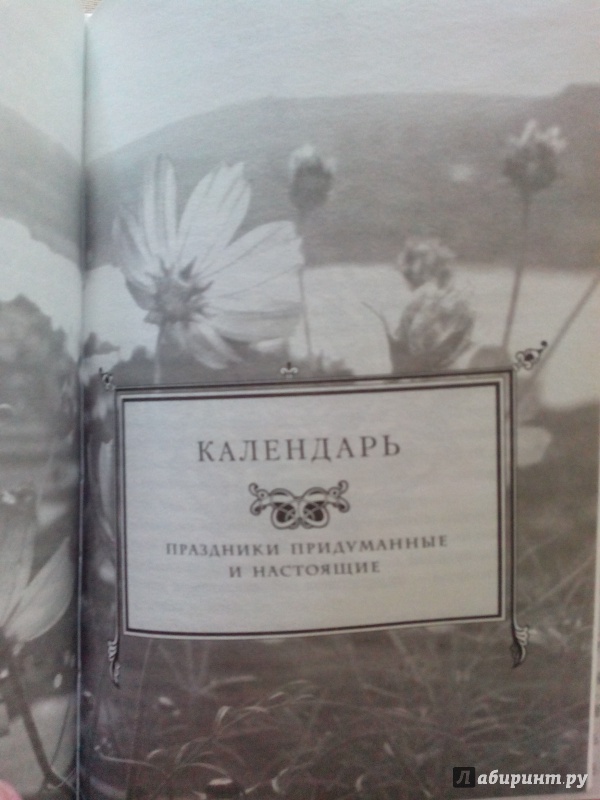 КАЛЕНДАРЬ
ПРАЗДНИКИ ПРИДУМАННЫЕ
И НАСТОЯЩИЕ
Л Лабиринт.ру